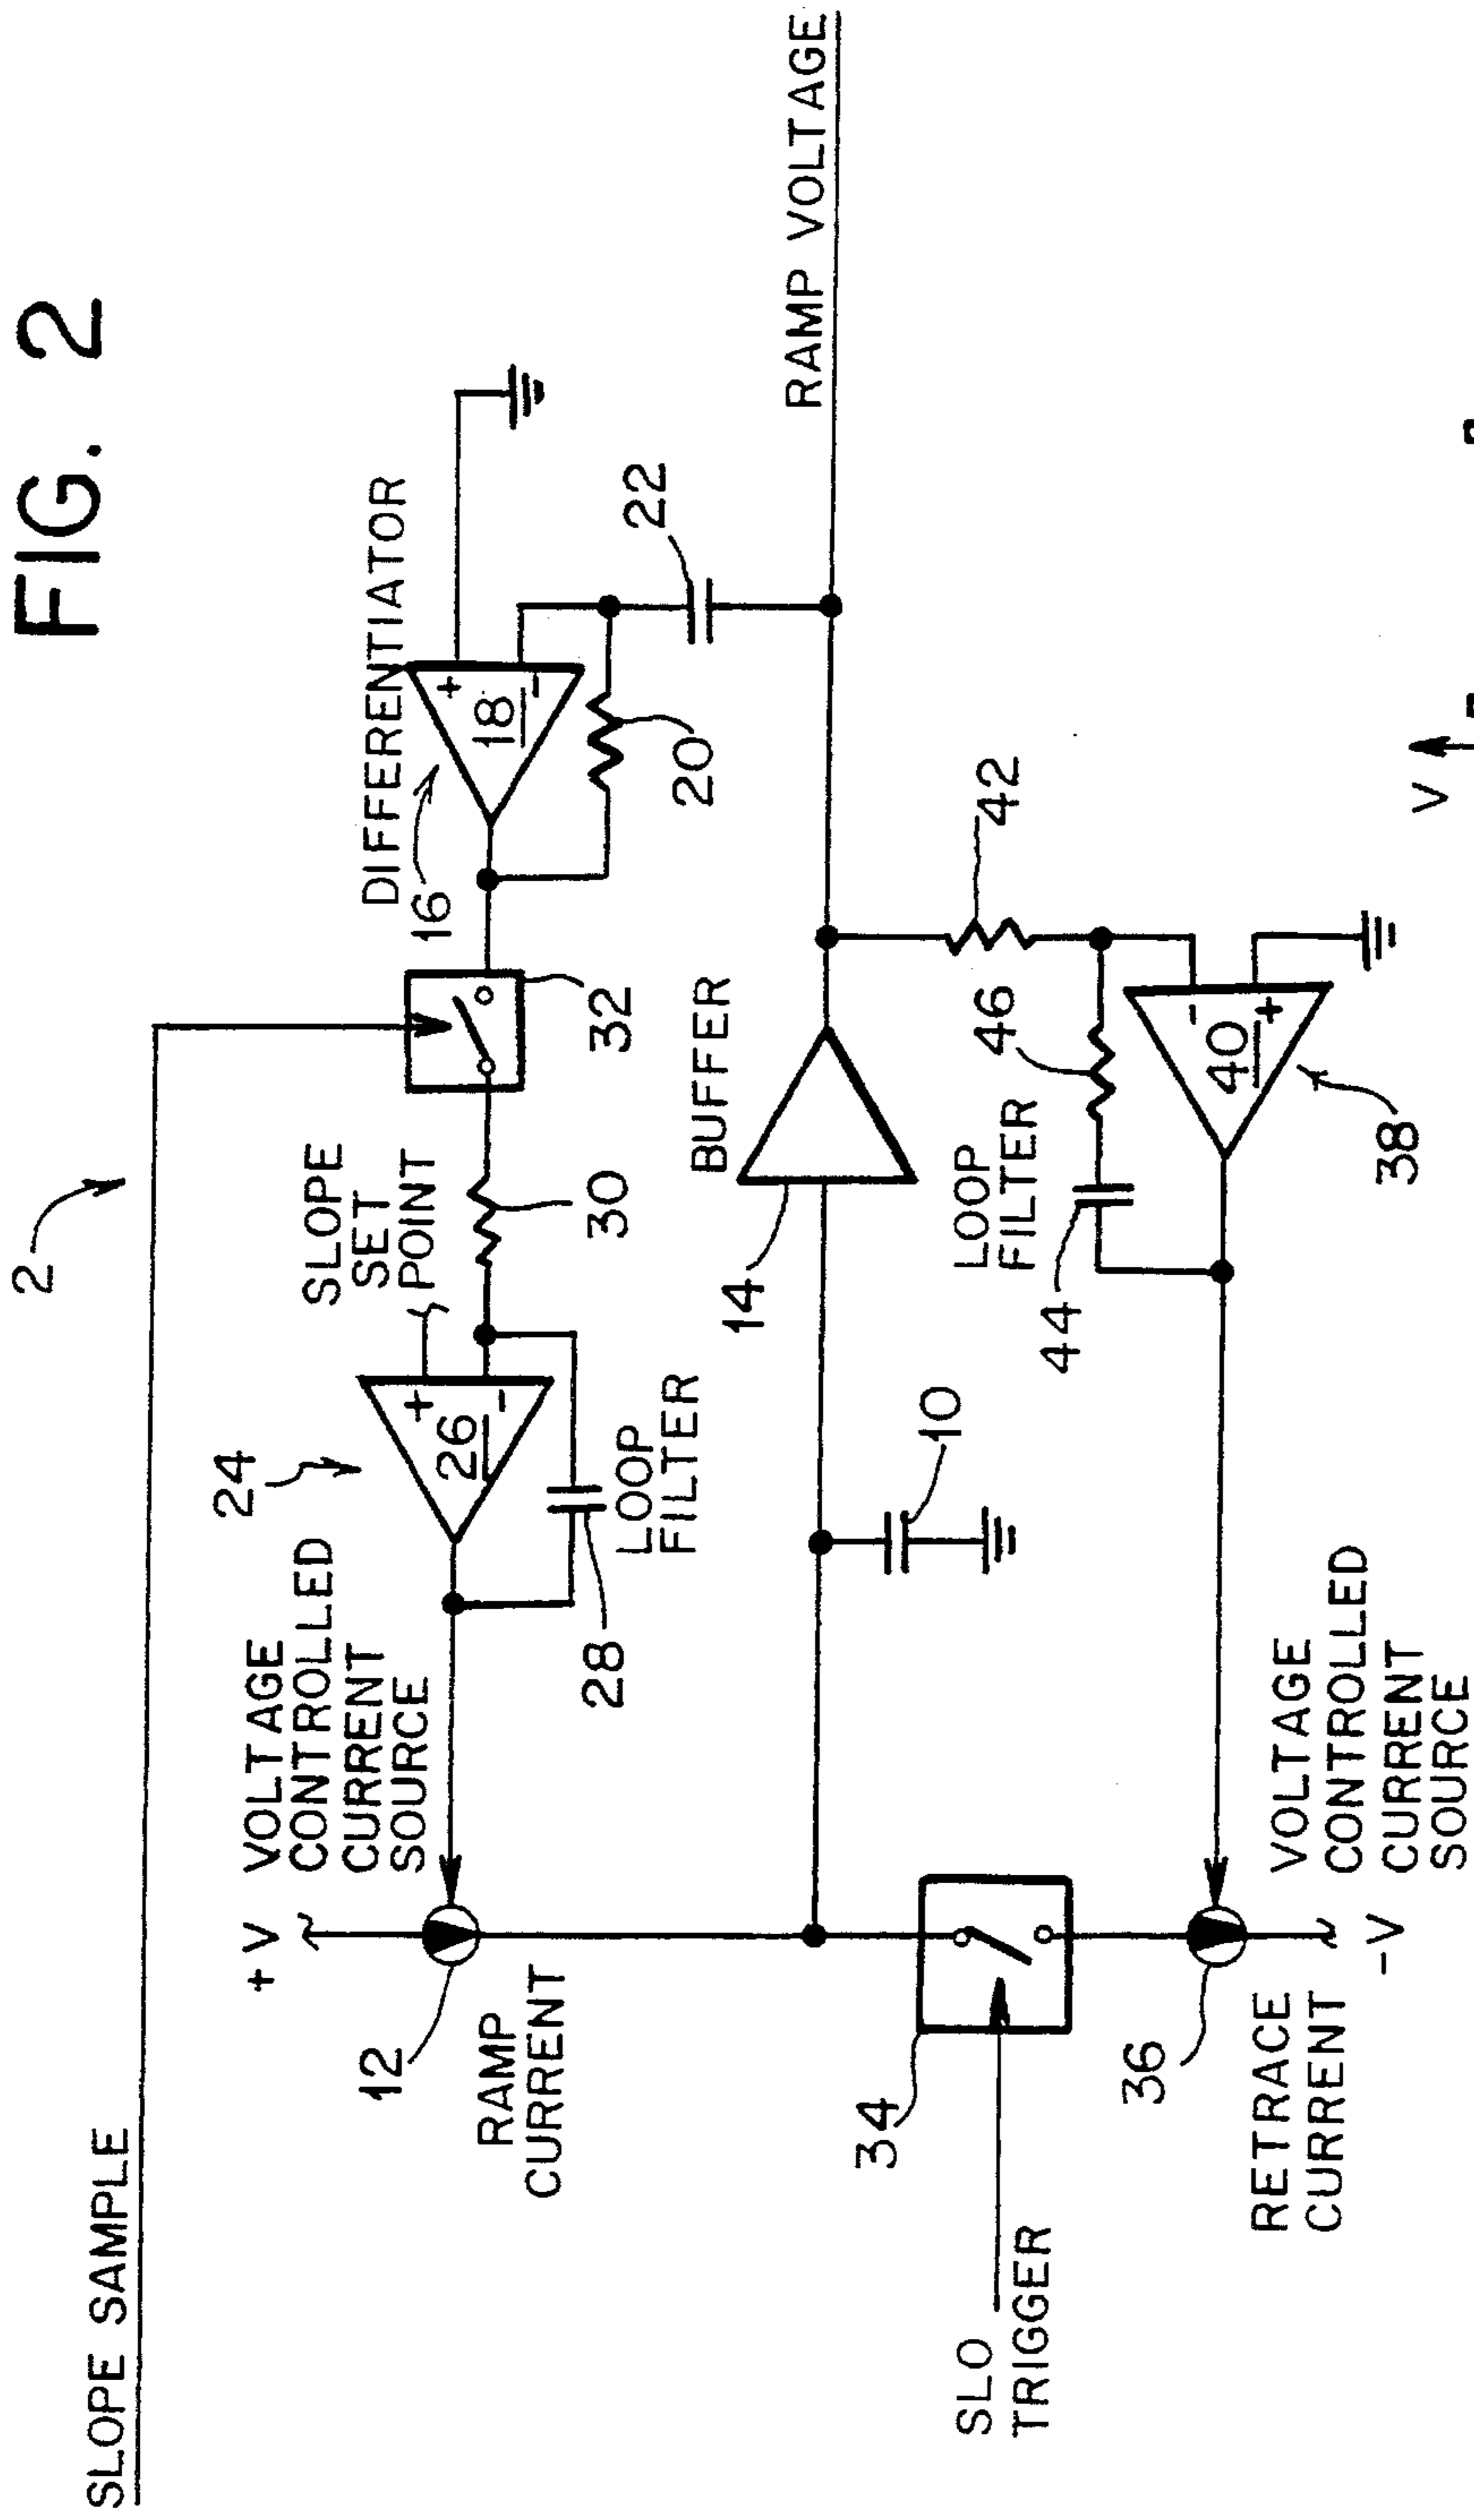 FIG. 2
2
SLOPE SAMPLE
DIFFERENTIATOR
16
+
18
-
20
22
32
SLOPE
SET
POINT
30
24
+
26
-
LOOP
FILTER
28
VOLTAGE
CONTROLLED
CURRENT
SOURCE
+V
12
RAMP
CURRENT
RAMP VOLTAGE
BUFFER
14
10
42
46
LOOP
FILTER
44
-
40
+
38
34
SLO
TRIGGER
36
RETRACE
CURRENT
VOLTAGE
CONTROLLED
CURRENT
SOURCE
-V
V